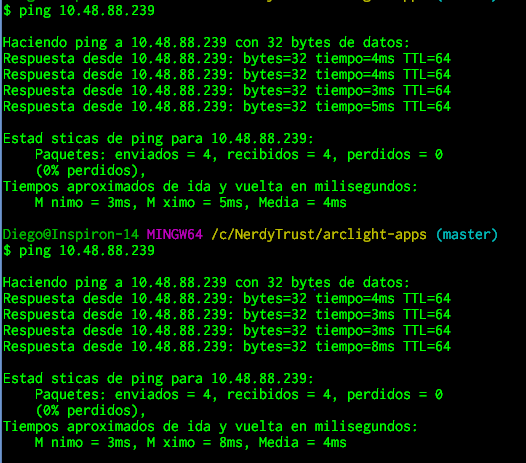 $ ping 10.48.88.239
Haciendo ping a 10.48.88.239 con 32 bytes de datos:
Respuesta desde 10.48.88.239: bytes=32 tiempo=4ms TTL=64
Respuesta desde 10.48.88.239: bytes=32 tiempo=4ms TTL=64
Respuesta desde 10.48.88.239: bytes=32 tiempo=3ms TTL=64
Respuesta desde 10.48.88.239: bytes=32 tiempo=5ms TTL=64
Estad sticas de ping para 10.48.88.239:
Paquetes: enviados = 4, recibidos = 4, perdidos = 0
(0% perdidos),
Tiempos aproximados de ida y vuelta en milisegundos:
M nimo = 3ms, M ximo = 5ms, Media = 4ms
Diego@Inspiron-14 MINGW64 /c/NerdyTrust/arclight-apps (master)
$ ping 10.48.88.239
Haciendo ping a 10.48.88.239 con 32 bytes de datos:
Respuesta desde 10.48.88.239: bytes=32 tiempo=4ms TTL=64
Respuesta desde 10.48.88.239: bytes=32 tiempo=3ms TTL=64
Respuesta desde 10.48.88.239: bytes=32 tiempo=3ms TTL=64
Respuesta desde 10.48.88.239: bytes=32 tiempo=8ms TTL=64
Estad sticas de ping para 10.48.88.239:
Paquetes: enviados = 4, recibidos = 4, perdidos = 0
(0% perdidos),
Tiempos aproximados de ida y vuelta en milisegundos:
M nimo = 3ms, M ximo = 8ms, Media = 4ms